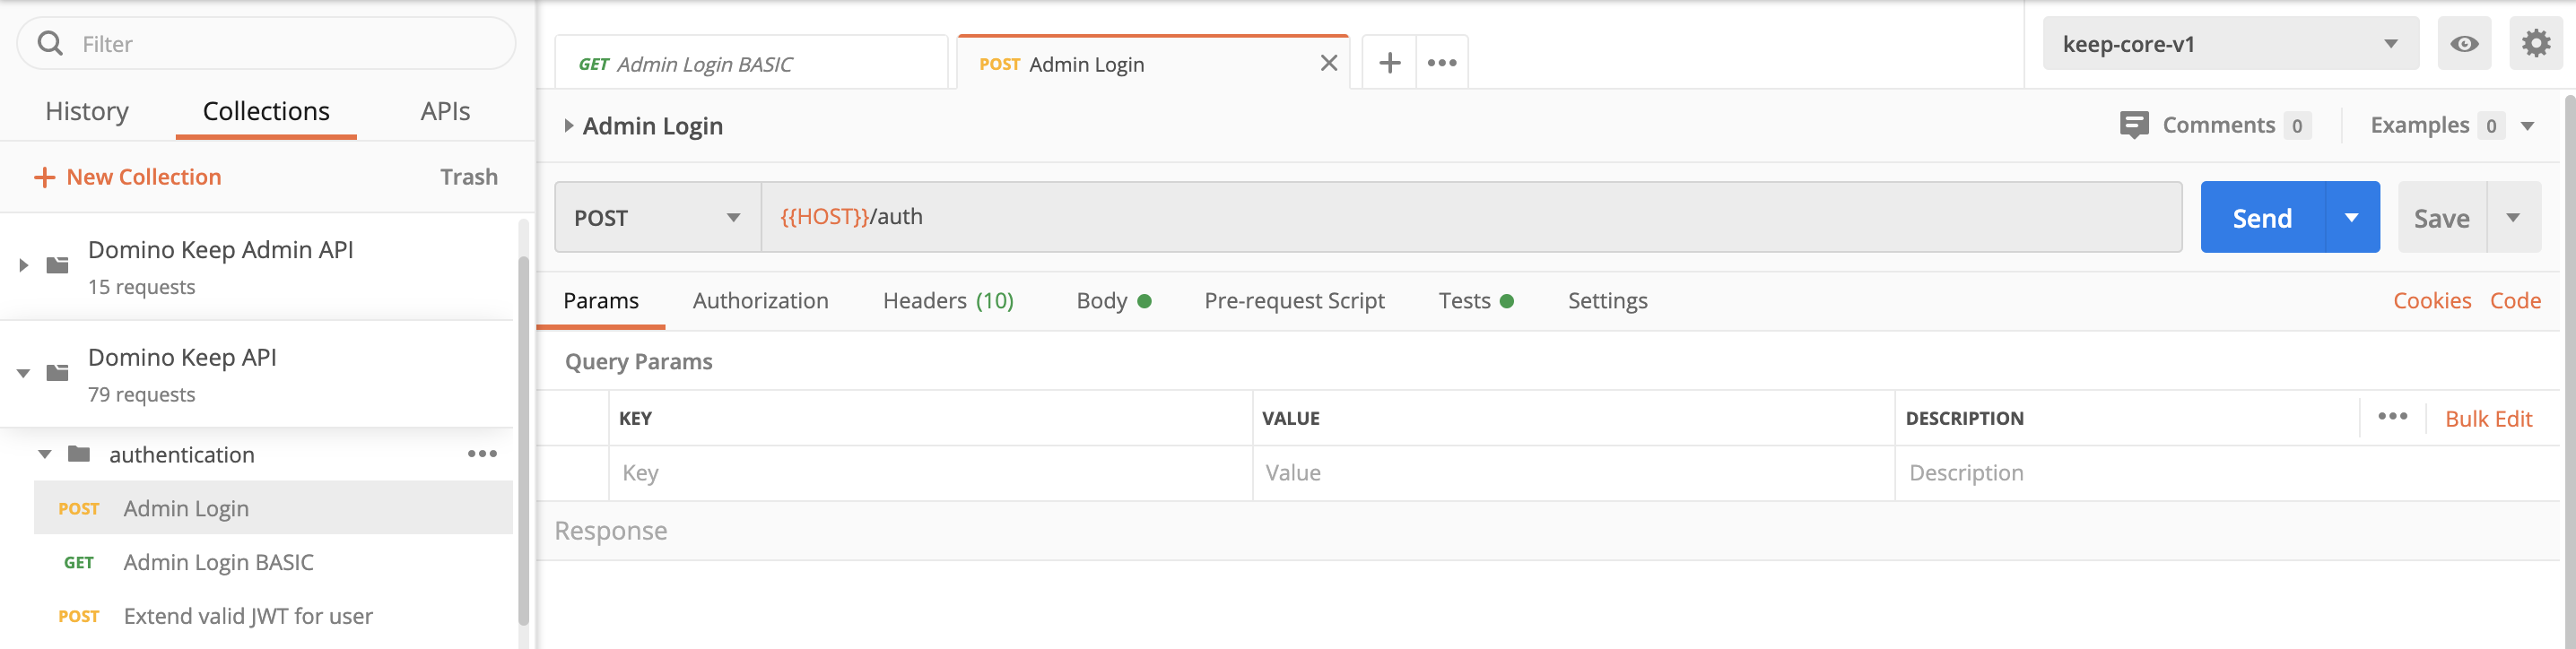 Filter
History Collections APIs
+ New Collection Trash
Domino Keep Admin API
15 requests
Domino Keep API
79 requests
authentication •••
POST Admin Login
GET Admin Login BASIC
POST Extend valid JWT for user
GET Admin Login BASIC POST Admin Login + •••
keep-core-v1
Admin Login Comments 0 Examples 0
POST {{HOST}}/auth Send Save
Params Authorization Headers (10) Body Pre-request Script Tests Settings Cookies Code
Query Params
KEY VALUE DESCRIPTION ••• Bulk Edit
Key Value Description
Response